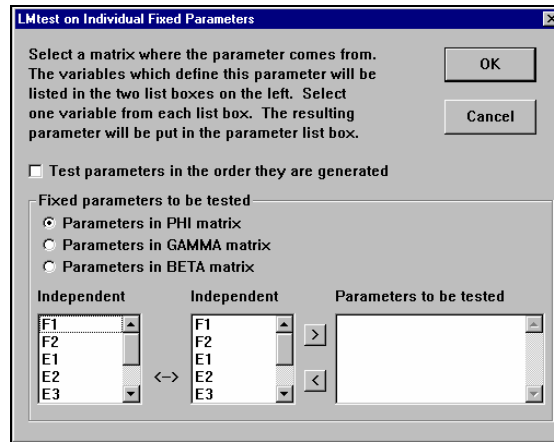 LMtest on Individual Fixed Parameters
Select a matrix where the parameter comes from.
The variables which define this parameter will be
listed in the two list boxes on the left. Select
one variable from each list box. The resulting
parameter will be put in the parameter list box.
OK
Cancel
Test parameters in the order they are generated
Fixed parameters to be tested
Parameters in PHI matrix
Parameters in GAMMA matrix
Parameters in BETA matrix
Independent
F1
F2
E1
E2
E3
<->
Independent
F1
F2
E1
E2
E3
>
<
Parameters to be tested